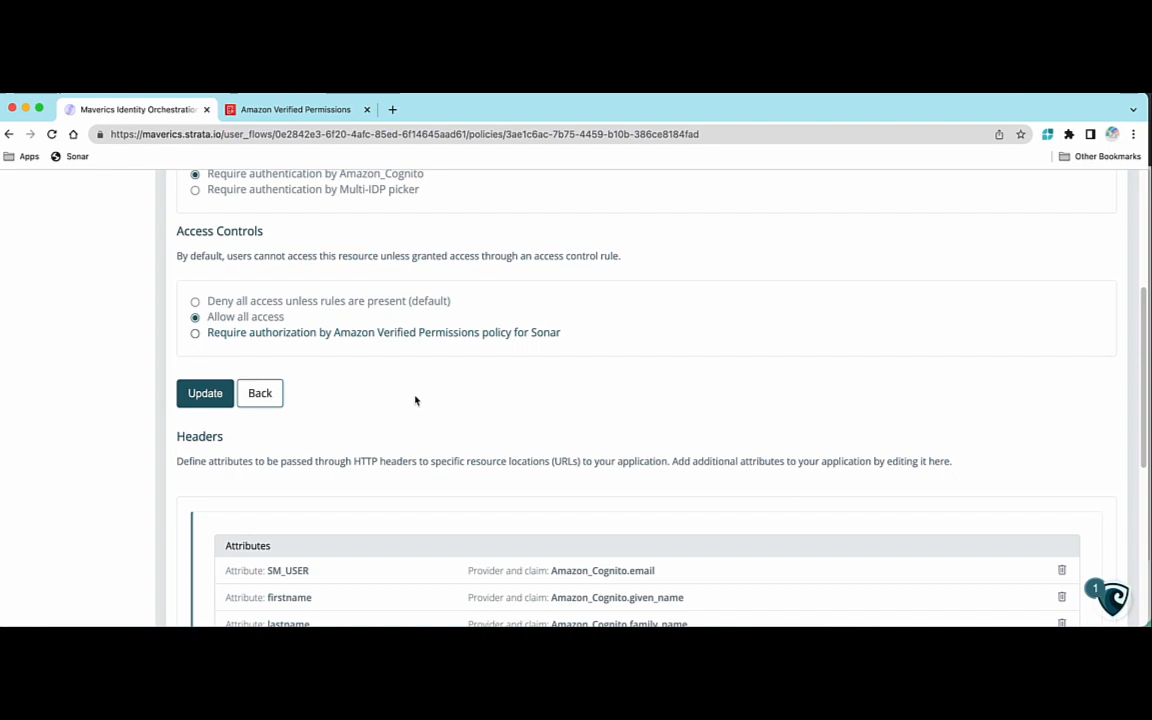 Maverics Identity Orchestratio
Amazon Verified Permissions
https://maverics.strata.io/user_flows/0e2842e3-6f20-4afc-85ed-6f14645aad61/policies/3ae1c6ac-7b75-4459-b10b-386ce8184fad
Apps
Sonar
Other Bookmarks
Require authentication by Amazon_Cognito
Require authentication by Multi-IDP picker
Access Controls
By default, users cannot access this resource unless granted access through an access control rule.
Deny all access unless rules are present (default)
Allow all access
Require authorization by Amazon Verified Permissions policy for Sonar
Update
Back
Headers
Define attributes to be passed through HTTP headers to specific resource locations (URLs) to your application. Add additional attributes to your application by editing it here.
Attributes
Attribute: SM_USER
Provider and claim: Amazon_Cognito.email
Attribute: firstname
Provider and claim: Amazon_Cognito.given_name
1
Attribute: lastname
Provider and claim: Amazon_Cognito.family_name